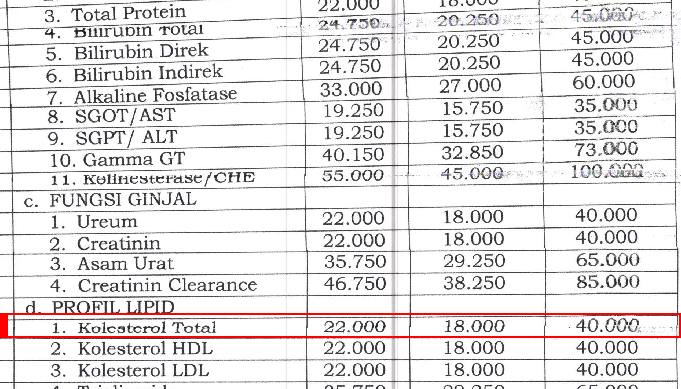 3. Total Protein 22.000 18.000 45.000
4. Bilirubin Total 24.750 20.250
5. Bilirubin Direk 24.750 20.250 45.000
6. Bilirubin Indirek 24.750 20.250 45.000
7. Alkaline Fosfatase 33.000 27.000 60.000
8. SGOT/AST 19.250 15.750 35.000
9. SGPT/ ALT 19.250 15.750 35.000
10. Gamma GT 40.150 32.850 73.000
11. Kolinesterase/CHE 55.000 45.000 100.000
c. FUNGSI GINJAL
1. Ureum 22.000 18.000 40.000
2. Creatinin 22.000 18.000 40.000
3. Asam Urat 35.750 29.250 65.000
4. Creatinin Clearance 46.750 38.250 85.000
d. PROFIL LIPID
1. Kolesterol Total 22.000 18.000 40.000
2. Kolesterol HDL 22.000 18.000 40.000
3. Kolesterol LDL 22.000 18.000 40.000